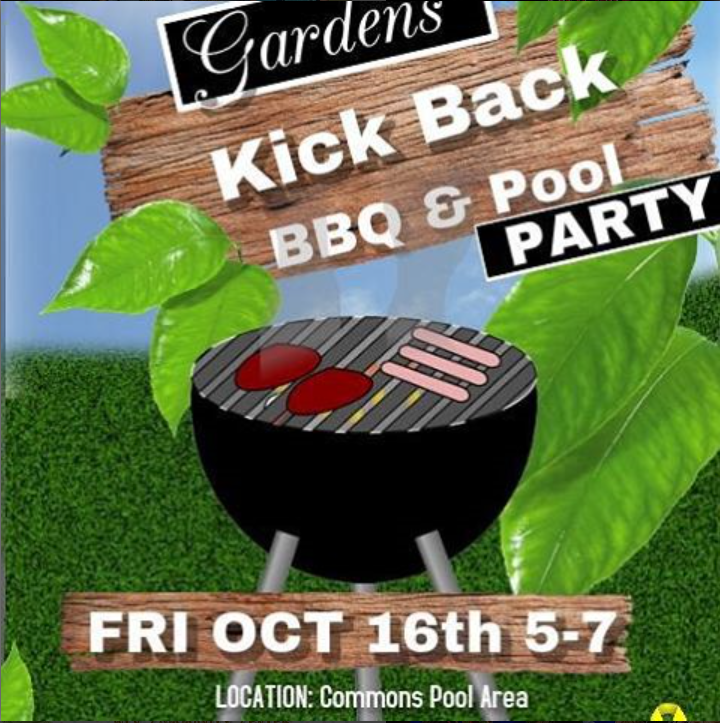 Gardens
Kick Back
BBQ & Pool
PARTY
FRI OCT 16th 5-7
LOCATION: Commons Pool Area